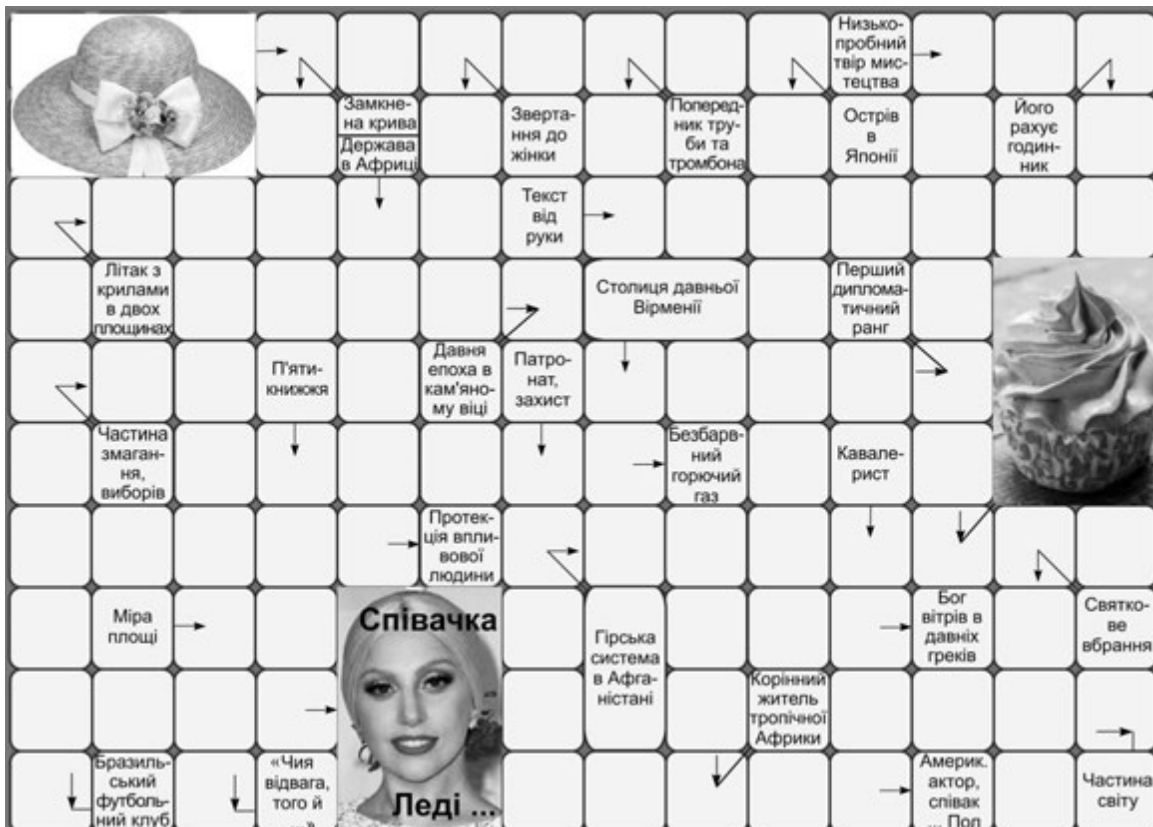 Низько-
пробний
твір мис-
тецтва
Замкне-
на крива
Держава
в Африці
Зверта-
ння до
жінки
Поперед-
ник тру-
би та
тромбона
Острів
в
Японії
Його
рахує
годин-
ник
Текст
від
руки
Літак з
крилами
в двох
площинах
Столиця давньої
Вірменії
Перший
диплома-
тичний
ранг
П'яти-
книжжя
Давня
епоха в
кам'яно-
му віці
Патро-
нат,
захист
Частина
змаган-
ня,
виборів
Безбарв-
ний
горючий
газ
Кавале-
рист
Протек-
ція впли-
вової
людини
Міра
площі
Співачка
Леді ...
Гірська
система
в Афга-
ністані
Бог
вітрів в
давніх
греків
Святко-
ве
вбрання
Корінний
житель
тропічної
Африки
Бразиль-
ський
футболь-
ний клуб
«Чия
відвага,
того й
...»
Америк.
актор,
співак
... Пол
Частина
світу